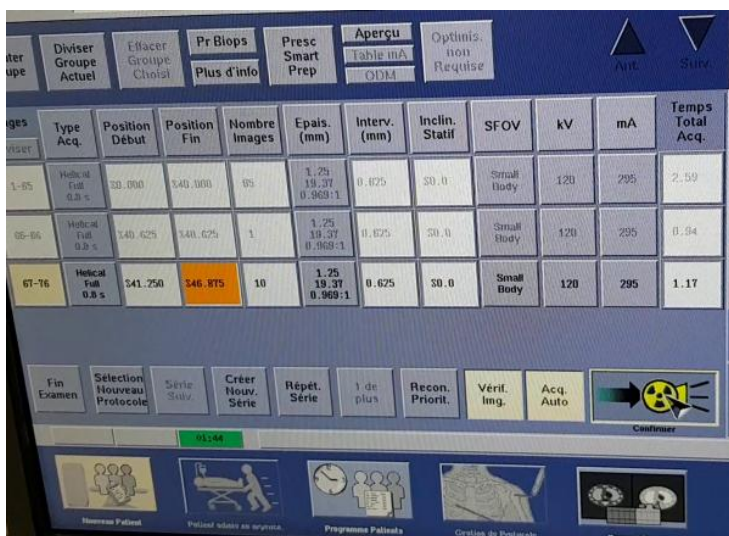 Diviser
Groupe
Actuel
Effacer
Groupe
Choisi
Pr Biops
Plus d'info
Presc
Smart
Prep
Aperçu
Table mA
ODM
Optimis.
non
Requise
Ant.
Suiv.
Type
Acq.
Position
Début
Position
Fin
Nombre
Images
Epais.
(mm)
Interv.
(mm)
Inclin.
Statif
SFOV
kV
mA
Temps
Total
Acq.
1-65
Helical
Full
0.8 s
S0.000
S40.000
65
1.25
19.37
0.969:1
0.625
S0.0
Small
Body
120
295
2.59
66-66
Helical
Full
0.8 s
S40.625
S40.625
1
1.25
19.37
0.969:1
0.625
S0.0
Small
Body
120
295
0.94
67-76
Helical
Full
0.8 s
S41.250
S46.875
10
1.25
19.37
0.969:1
0.625
S0.0
Small
Body
120
295
1.17
Fin
Examen
Sélection
Nouveau
Protocole
Série
Suiv.
Créer
Nouv.
Série
Répét.
Série
1 de
plus
Recon.
Priorit.
Vérif.
Img.
Acq.
Auto
Confirmer
01:44
Nouveau Patient
Patient
Programme Patients
Gestion de Protocole